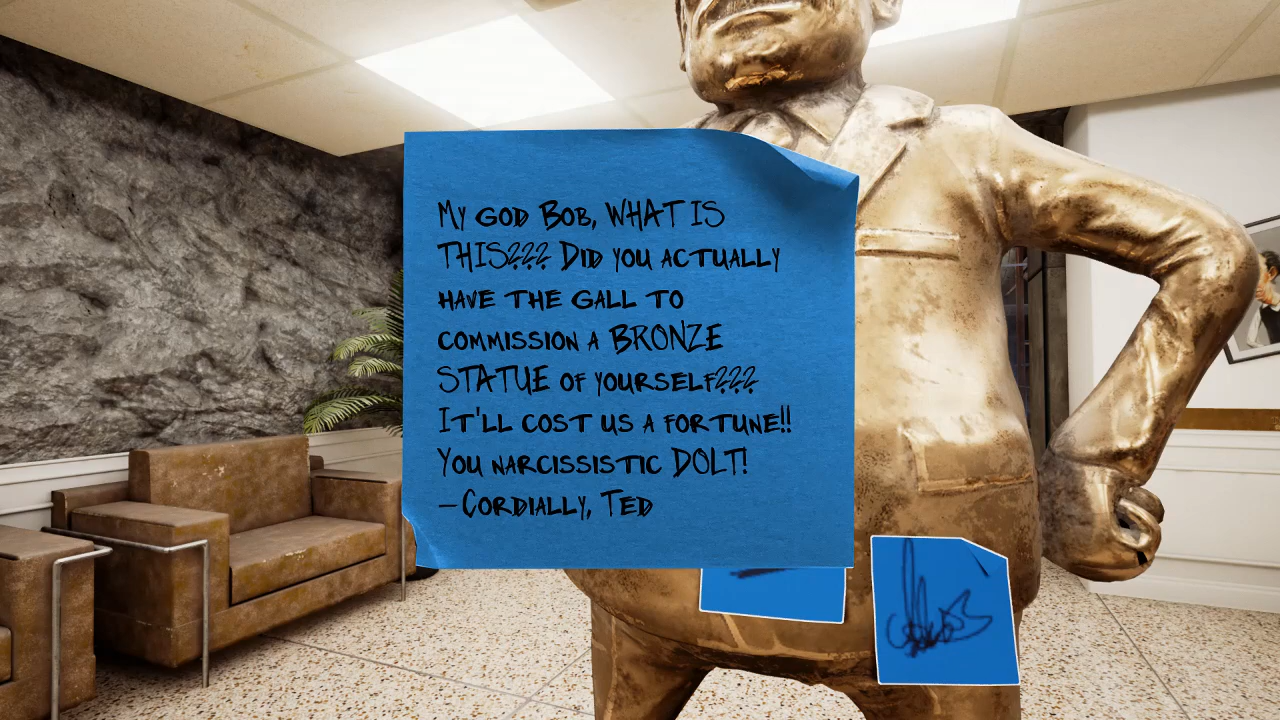 My god Bob, WHAT IS
THIS??? Did you actually
have the gall to
commission a BRONZE
STATUE of yourself???
It'll cost us a fortune!!
You narcissistic DOLT!
–Cordially, Ted